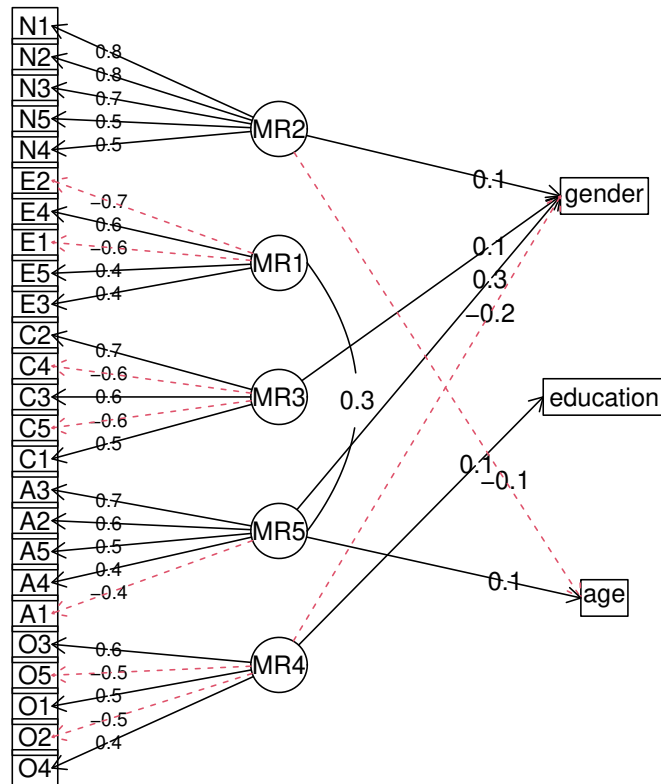 N1
N2
N3
N5
N4
E2
E4
E1
E5
E3
C2
C4
C3
C5
C1
A3
A2
A5
A4
A1
O3
O5
O1
O2
O4
0.8
0.8
0.7
0.5
0.5
−0.7
0.6
−0.6
0.4
0.4
0.7
−0.6
0.6
−0.6
0.5
0.7
0.6
0.5
0.4
−0.4
0.6
−0.5
0.5
−0.5
0.4
MR2
MR1
MR3
MR5
MR4
0.3
0.1
0.1
0.3
−0.2
0.1
−0.1
0.1
gender
education
age